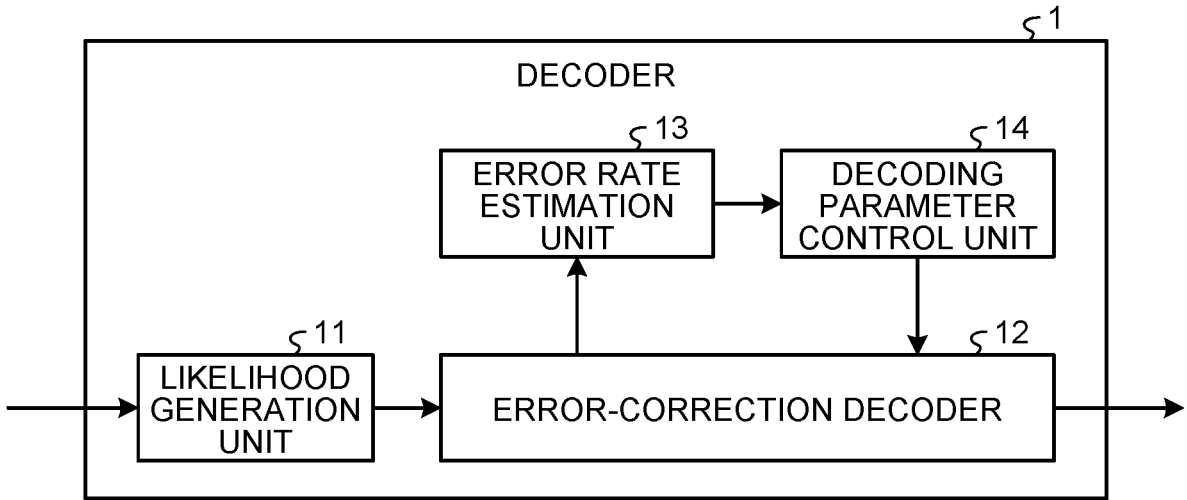 1
DECODER
13
14
ERROR RATE
ESTIMATION
UNIT
DECODING
PARAMETER
CONTROL UNIT
11
12
LIKELIHOOD
GENERATION
UNIT
ERROR-CORRECTION DECODER